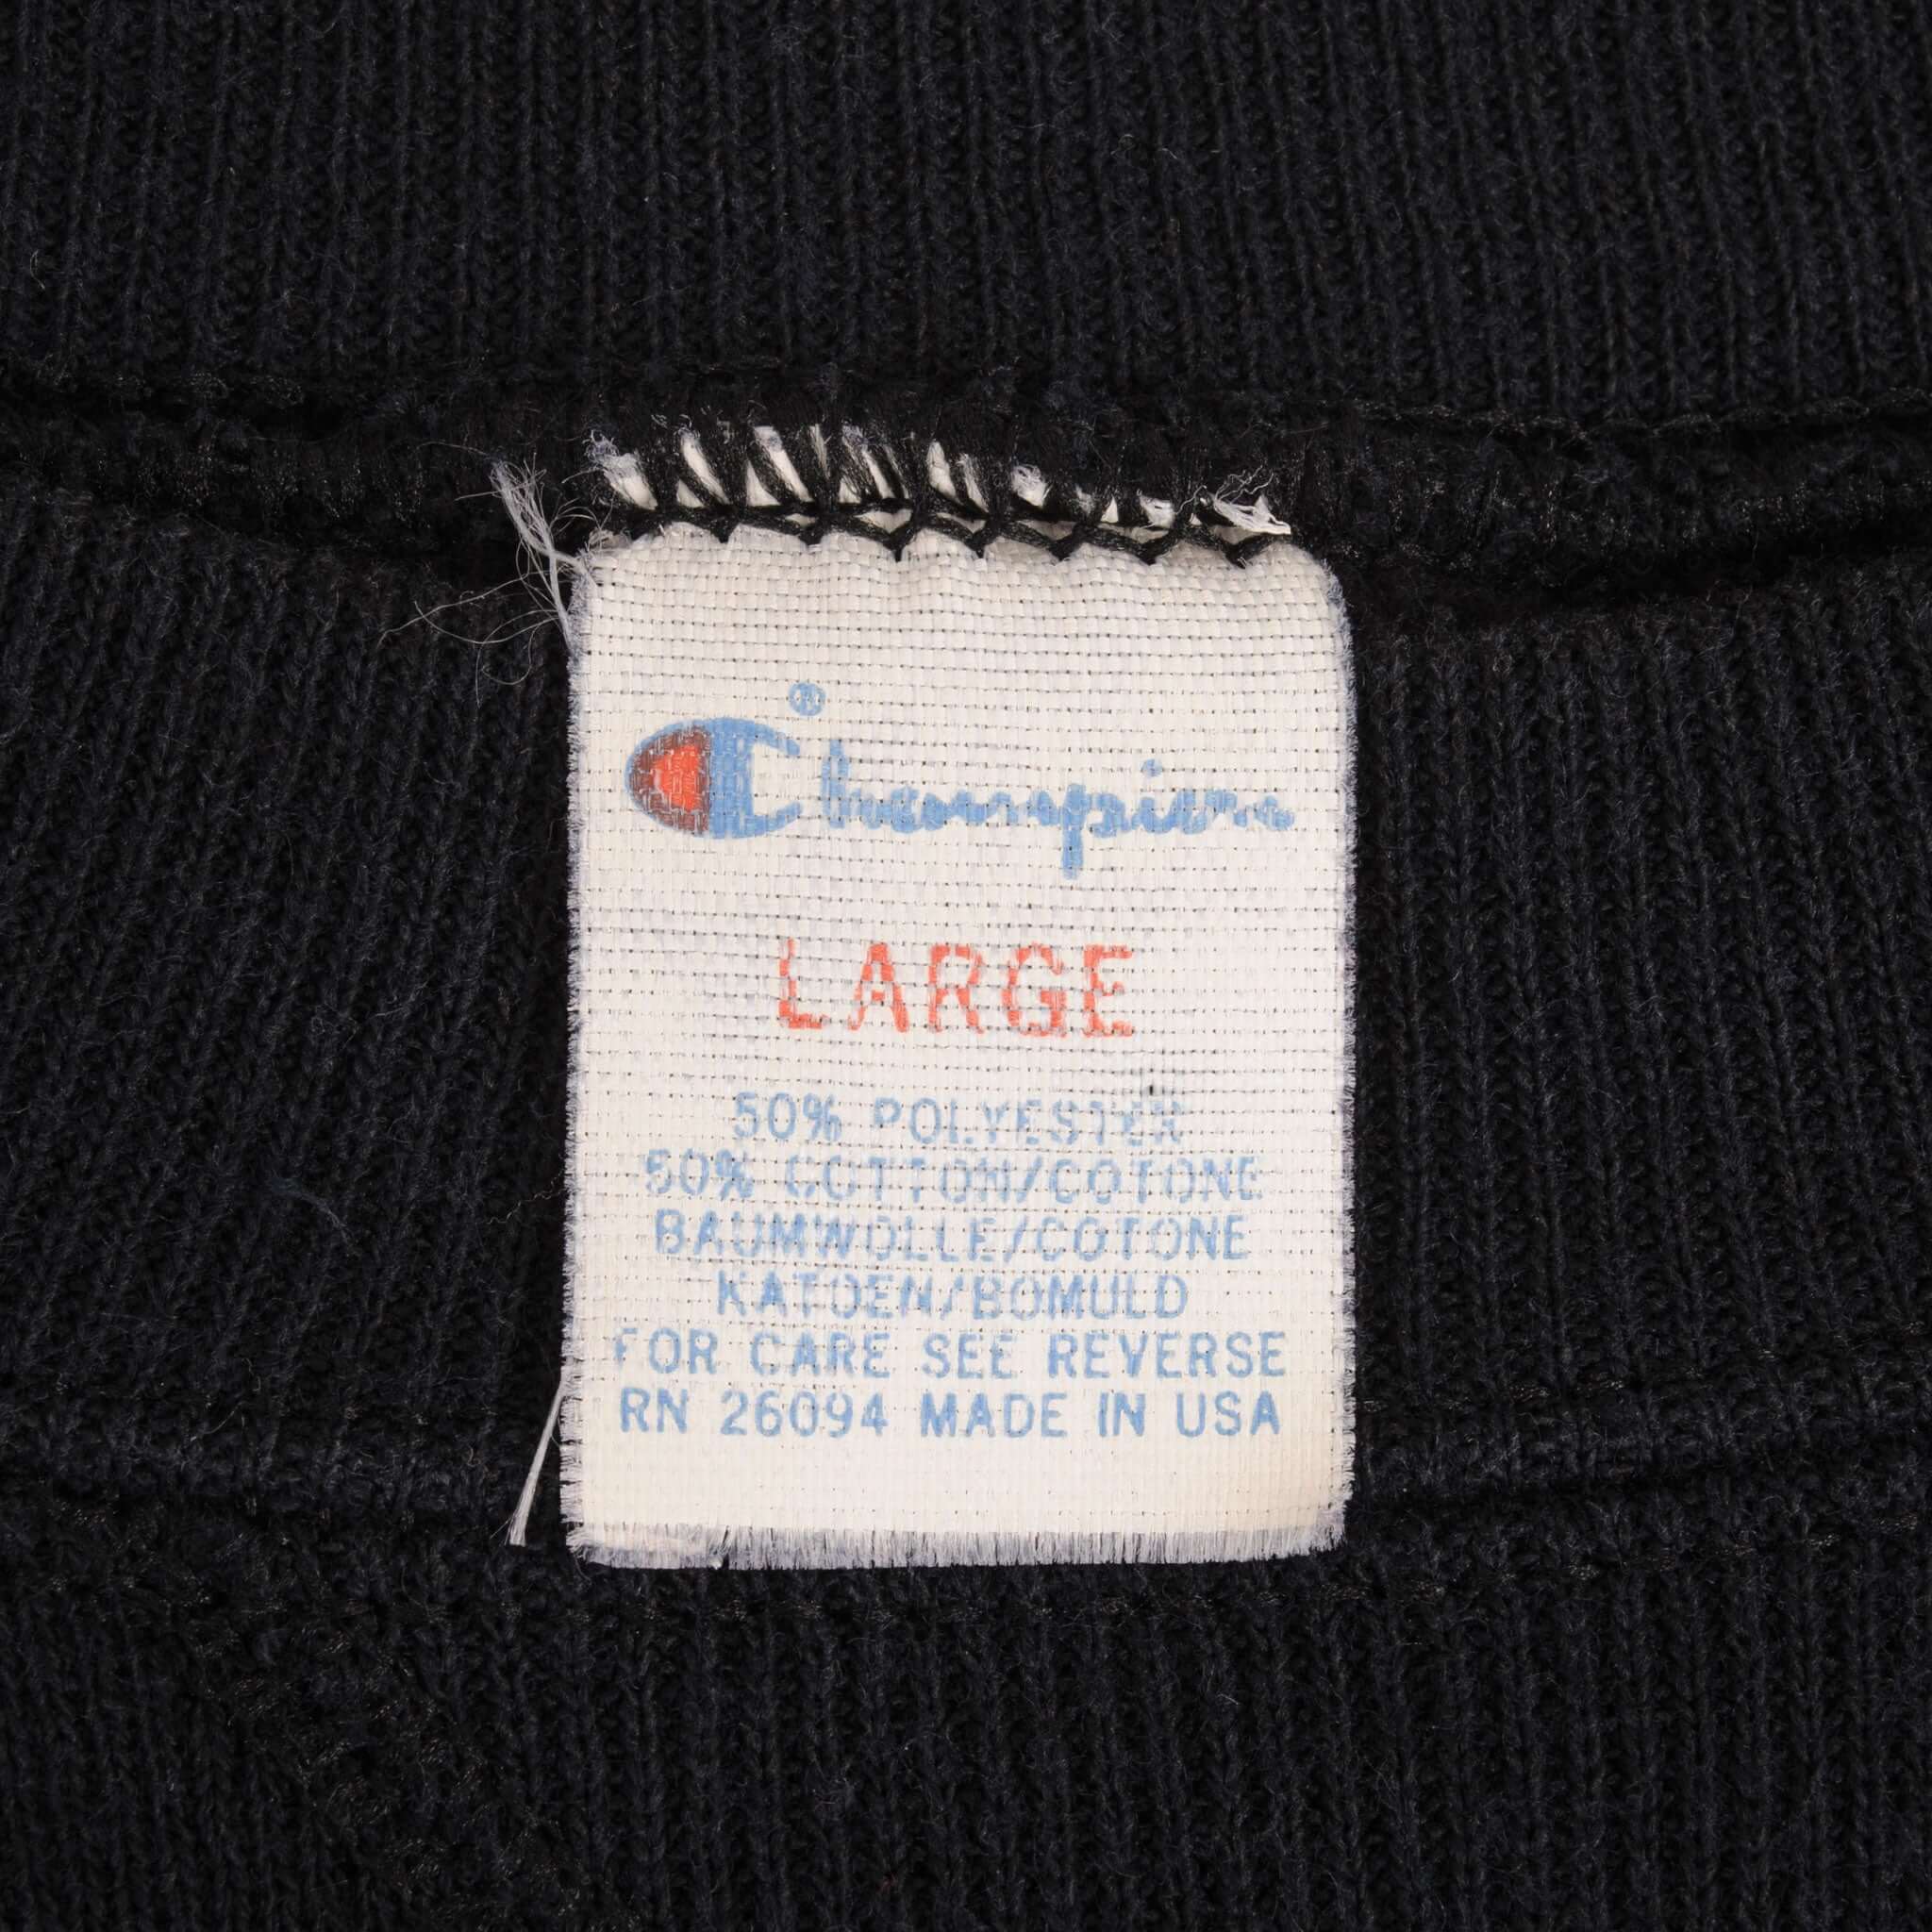 Champion®
LARGE
50% POLYESTER
50% COTTON/COTONE
BAUMWOLLE/COTONE
KATOEN/BOMULD
FOR CARE SEE REVERSE
RN 26094 MADE IN USA